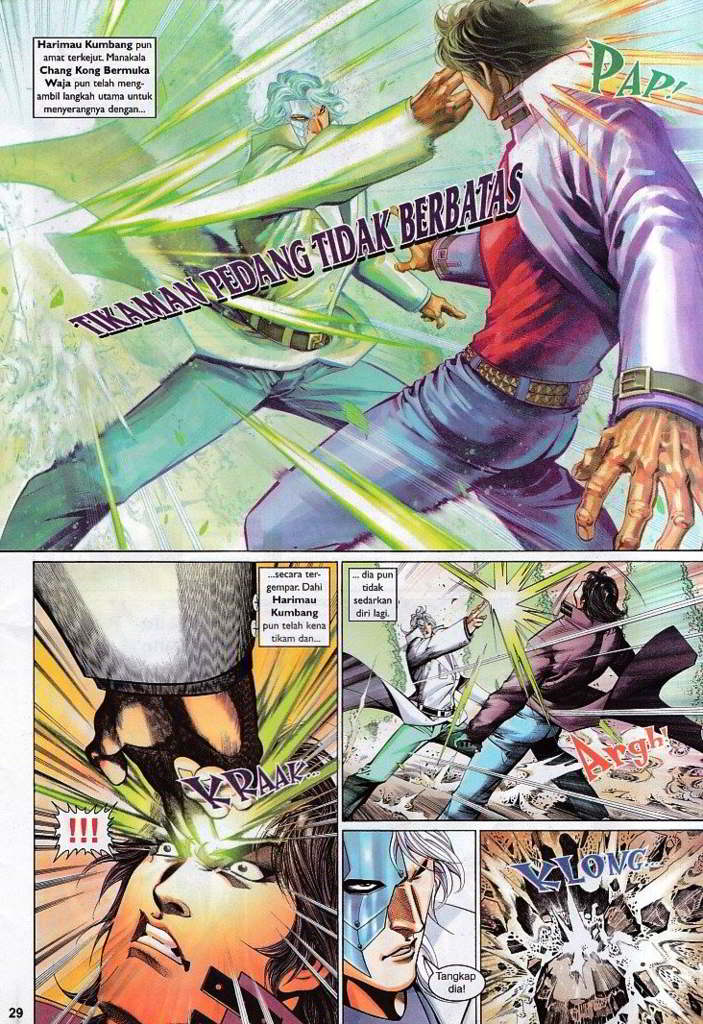 Harimau Kumbang pun
amat terkejut. Manakala
Chang Kong Bermuka
Waja pun telah meng-
ambil langkah utama untuk
menyerangnya dengan...
PAP!
TIKAMAN PEDANG TIDAK BERBATAS
...secara ter-
gempar. Dahi
Harimau
Kumbang
pun telah kena
tikam dan...
KRAAK...
!!!
... dia pun
tidak
sedarkan
diri lagi.
Argh!
Tangkap
dia!
KLONG...
29